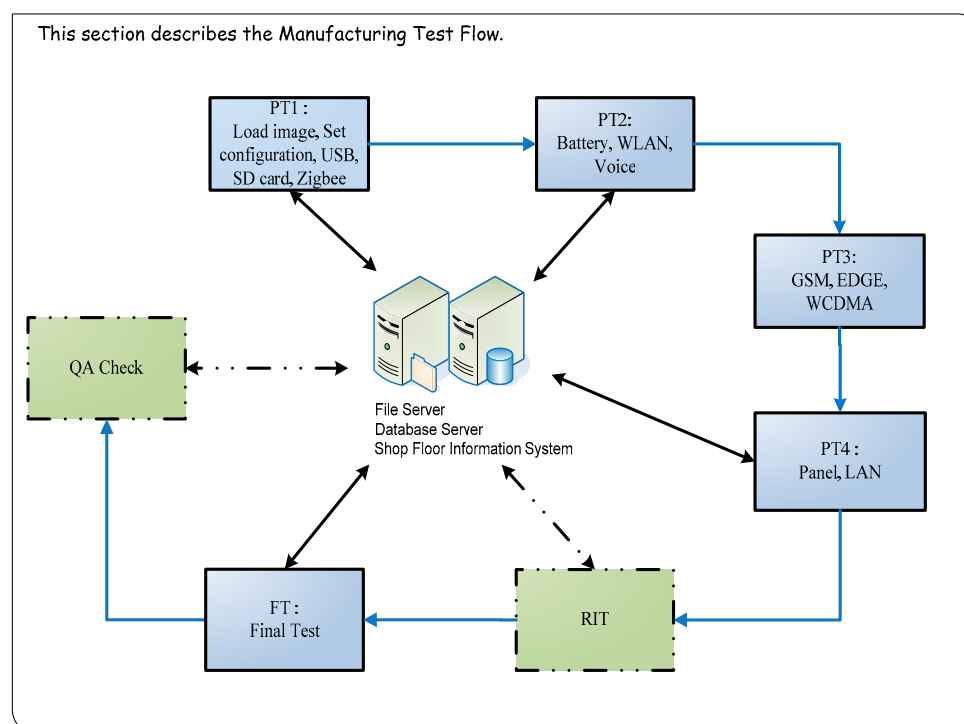 This section describes the Manufacturing Test Flow.
PT1 :
Load image, Set
configuration, USB,
SD card, Zigbee
PT2:
Battery, WLAN,
Voice
PT3:
GSM, EDGE,
WCDMA
QA Check
File Server
Database Server
Shop Floor Information System
PT4 :
Panel, LAN
FT :
Final Test
RIT